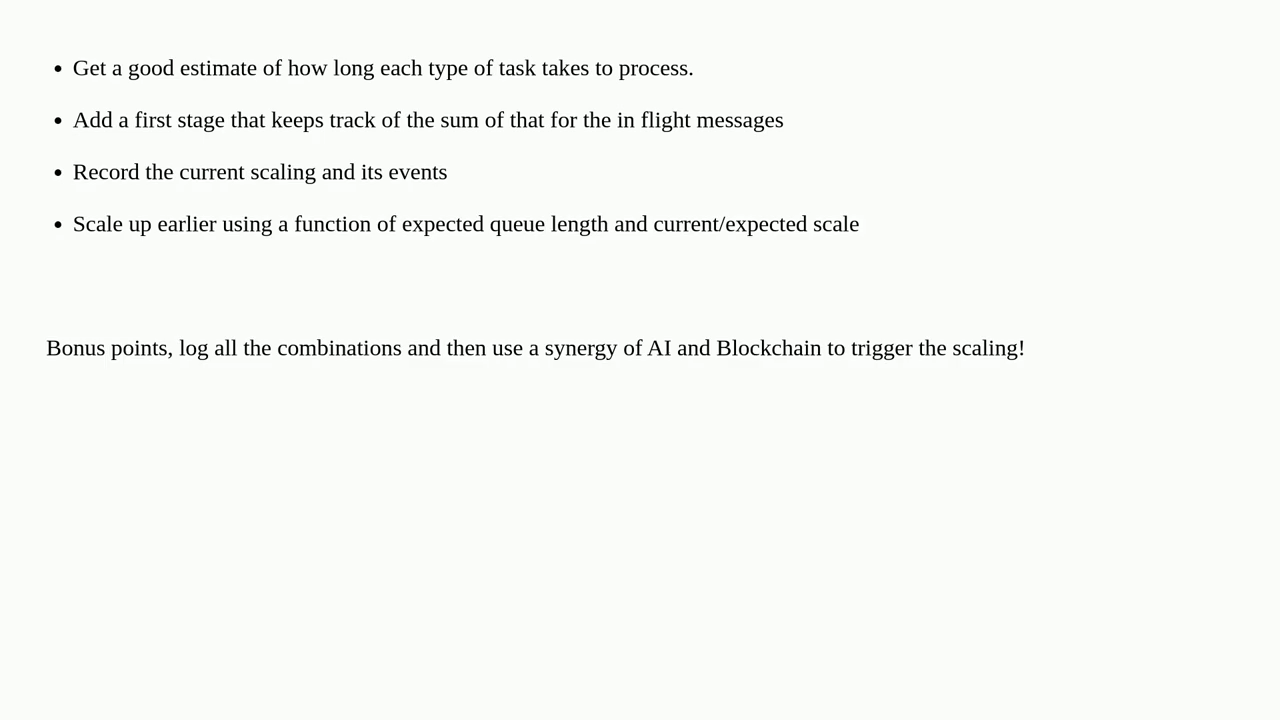 • Get a good estimate of how long each type of task takes to process.
• Add a first stage that keeps track of the sum of that for the in flight messages
• Record the current scaling and its events
• Scale up earlier using a function of expected queue length and current/expected scale
Bonus points, log all the combinations and then use a synergy of AI and Blockchain to trigger the scaling!